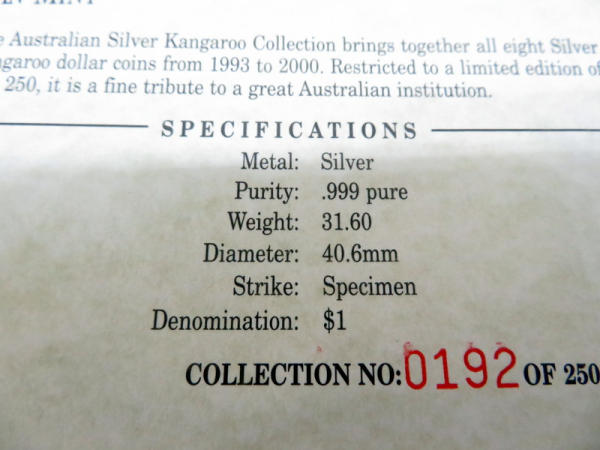 Australian Silver Kangaroo Collection brings together all eight Silver
garoo dollar coins from 1993 to 2000. Restricted to a limited edition of
250, it is a fine tribute to a great Australian institution.
SPECIFICATIONS
Metal: Silver
Purity: .999 pure
Weight: 31.60
Diameter: 40.6mm
Strike: Specimen
Denomination: $1
COLLECTION NO: 0192 OF 250